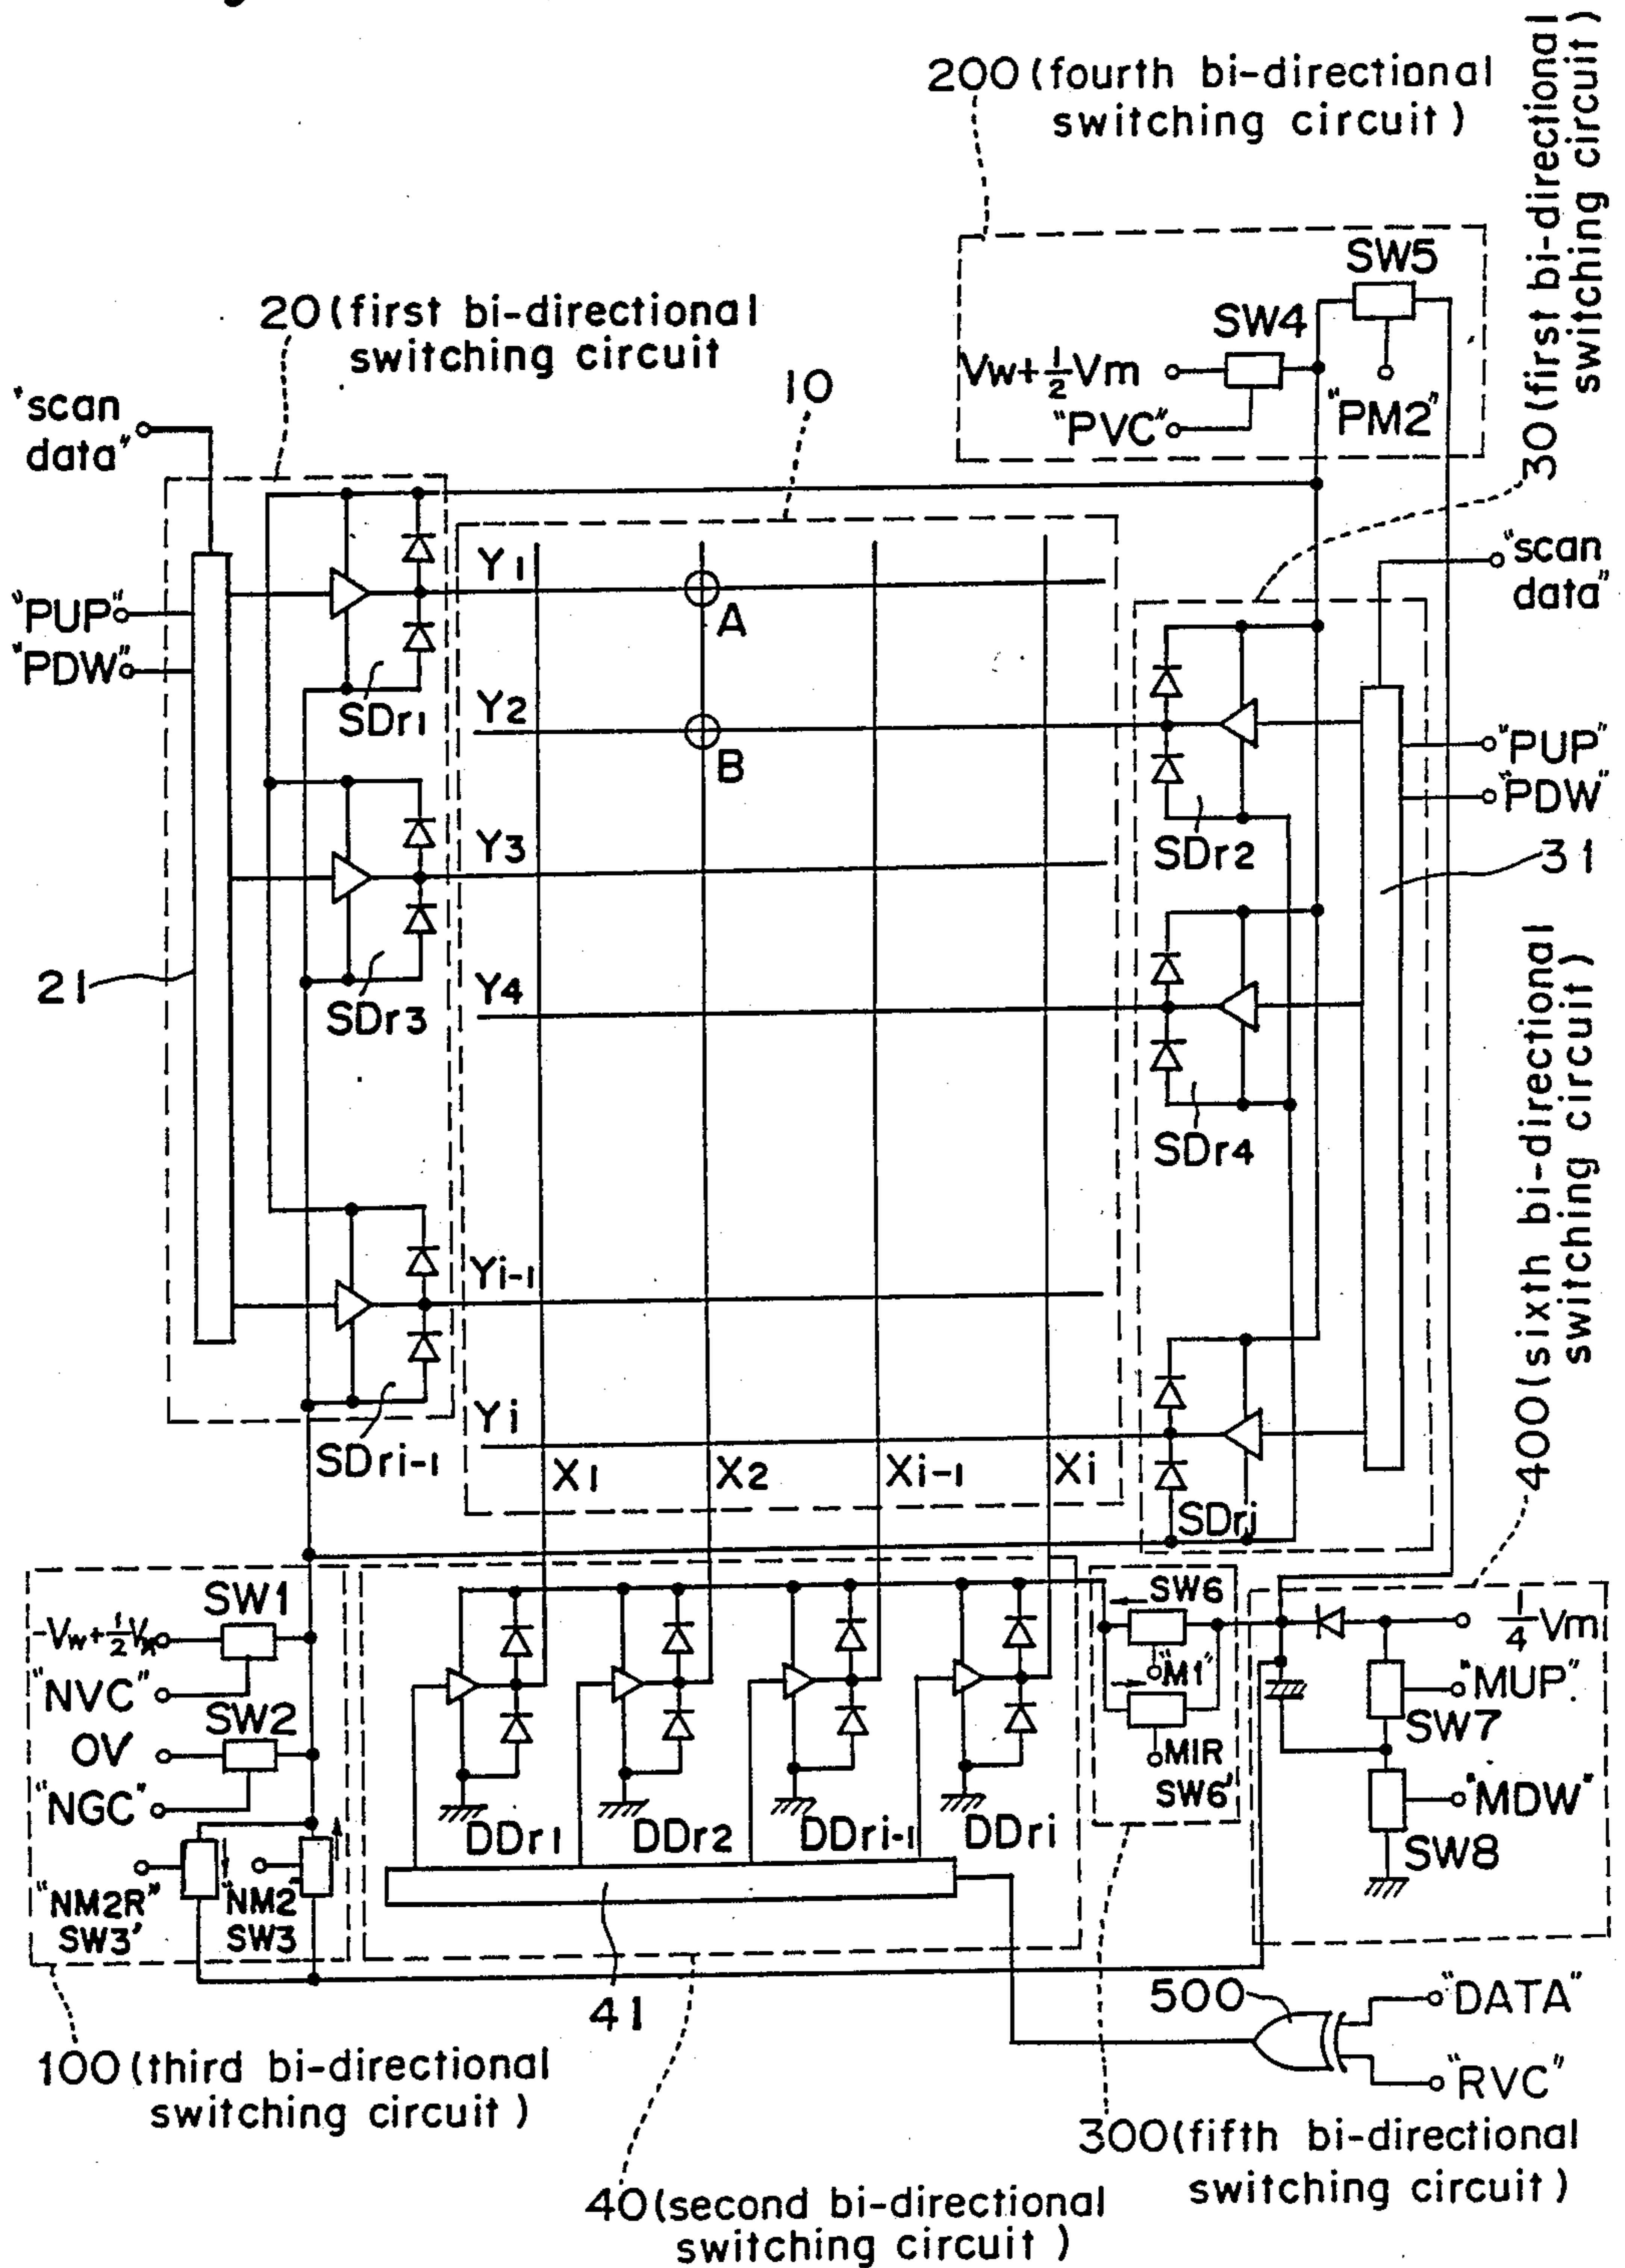 200(fourth bi-directional
switching circuit)
30(first bi-directional
switching circuit)
SW5
SW4
Vw+½Vm
"PVC"
"PM2"
20(first bi-directional
switching circuit
10
"scan
data"
"scan
data"
"PUP"
"PDW"
Y1
A
SDr1
Y2
B
"PUP"
"PDW"
SDr2
Y3
31
21
SDr3
Y4
SDr4
400(sixth bi-directional
switching circuit)
Yi-1
SDri-1
Yi
X1
X2
Xi-1
Xi
SDri
SW1
"NVC"
SW2
0V
"NGC"
"NM2R"
SW3'
"NM2
SW3
DDr1
DDr2
DDri-1
DDri
41
SW6
"M1"
MIR
SW6'
¼Vm
"MUP"
SW7
"MDW"
SW8
500
"DATA"
"RVC"
100(third bi-directional
switching circuit)
300(fifth bi-directional
switching circuit)
40(second bi-directional
switching circuit)